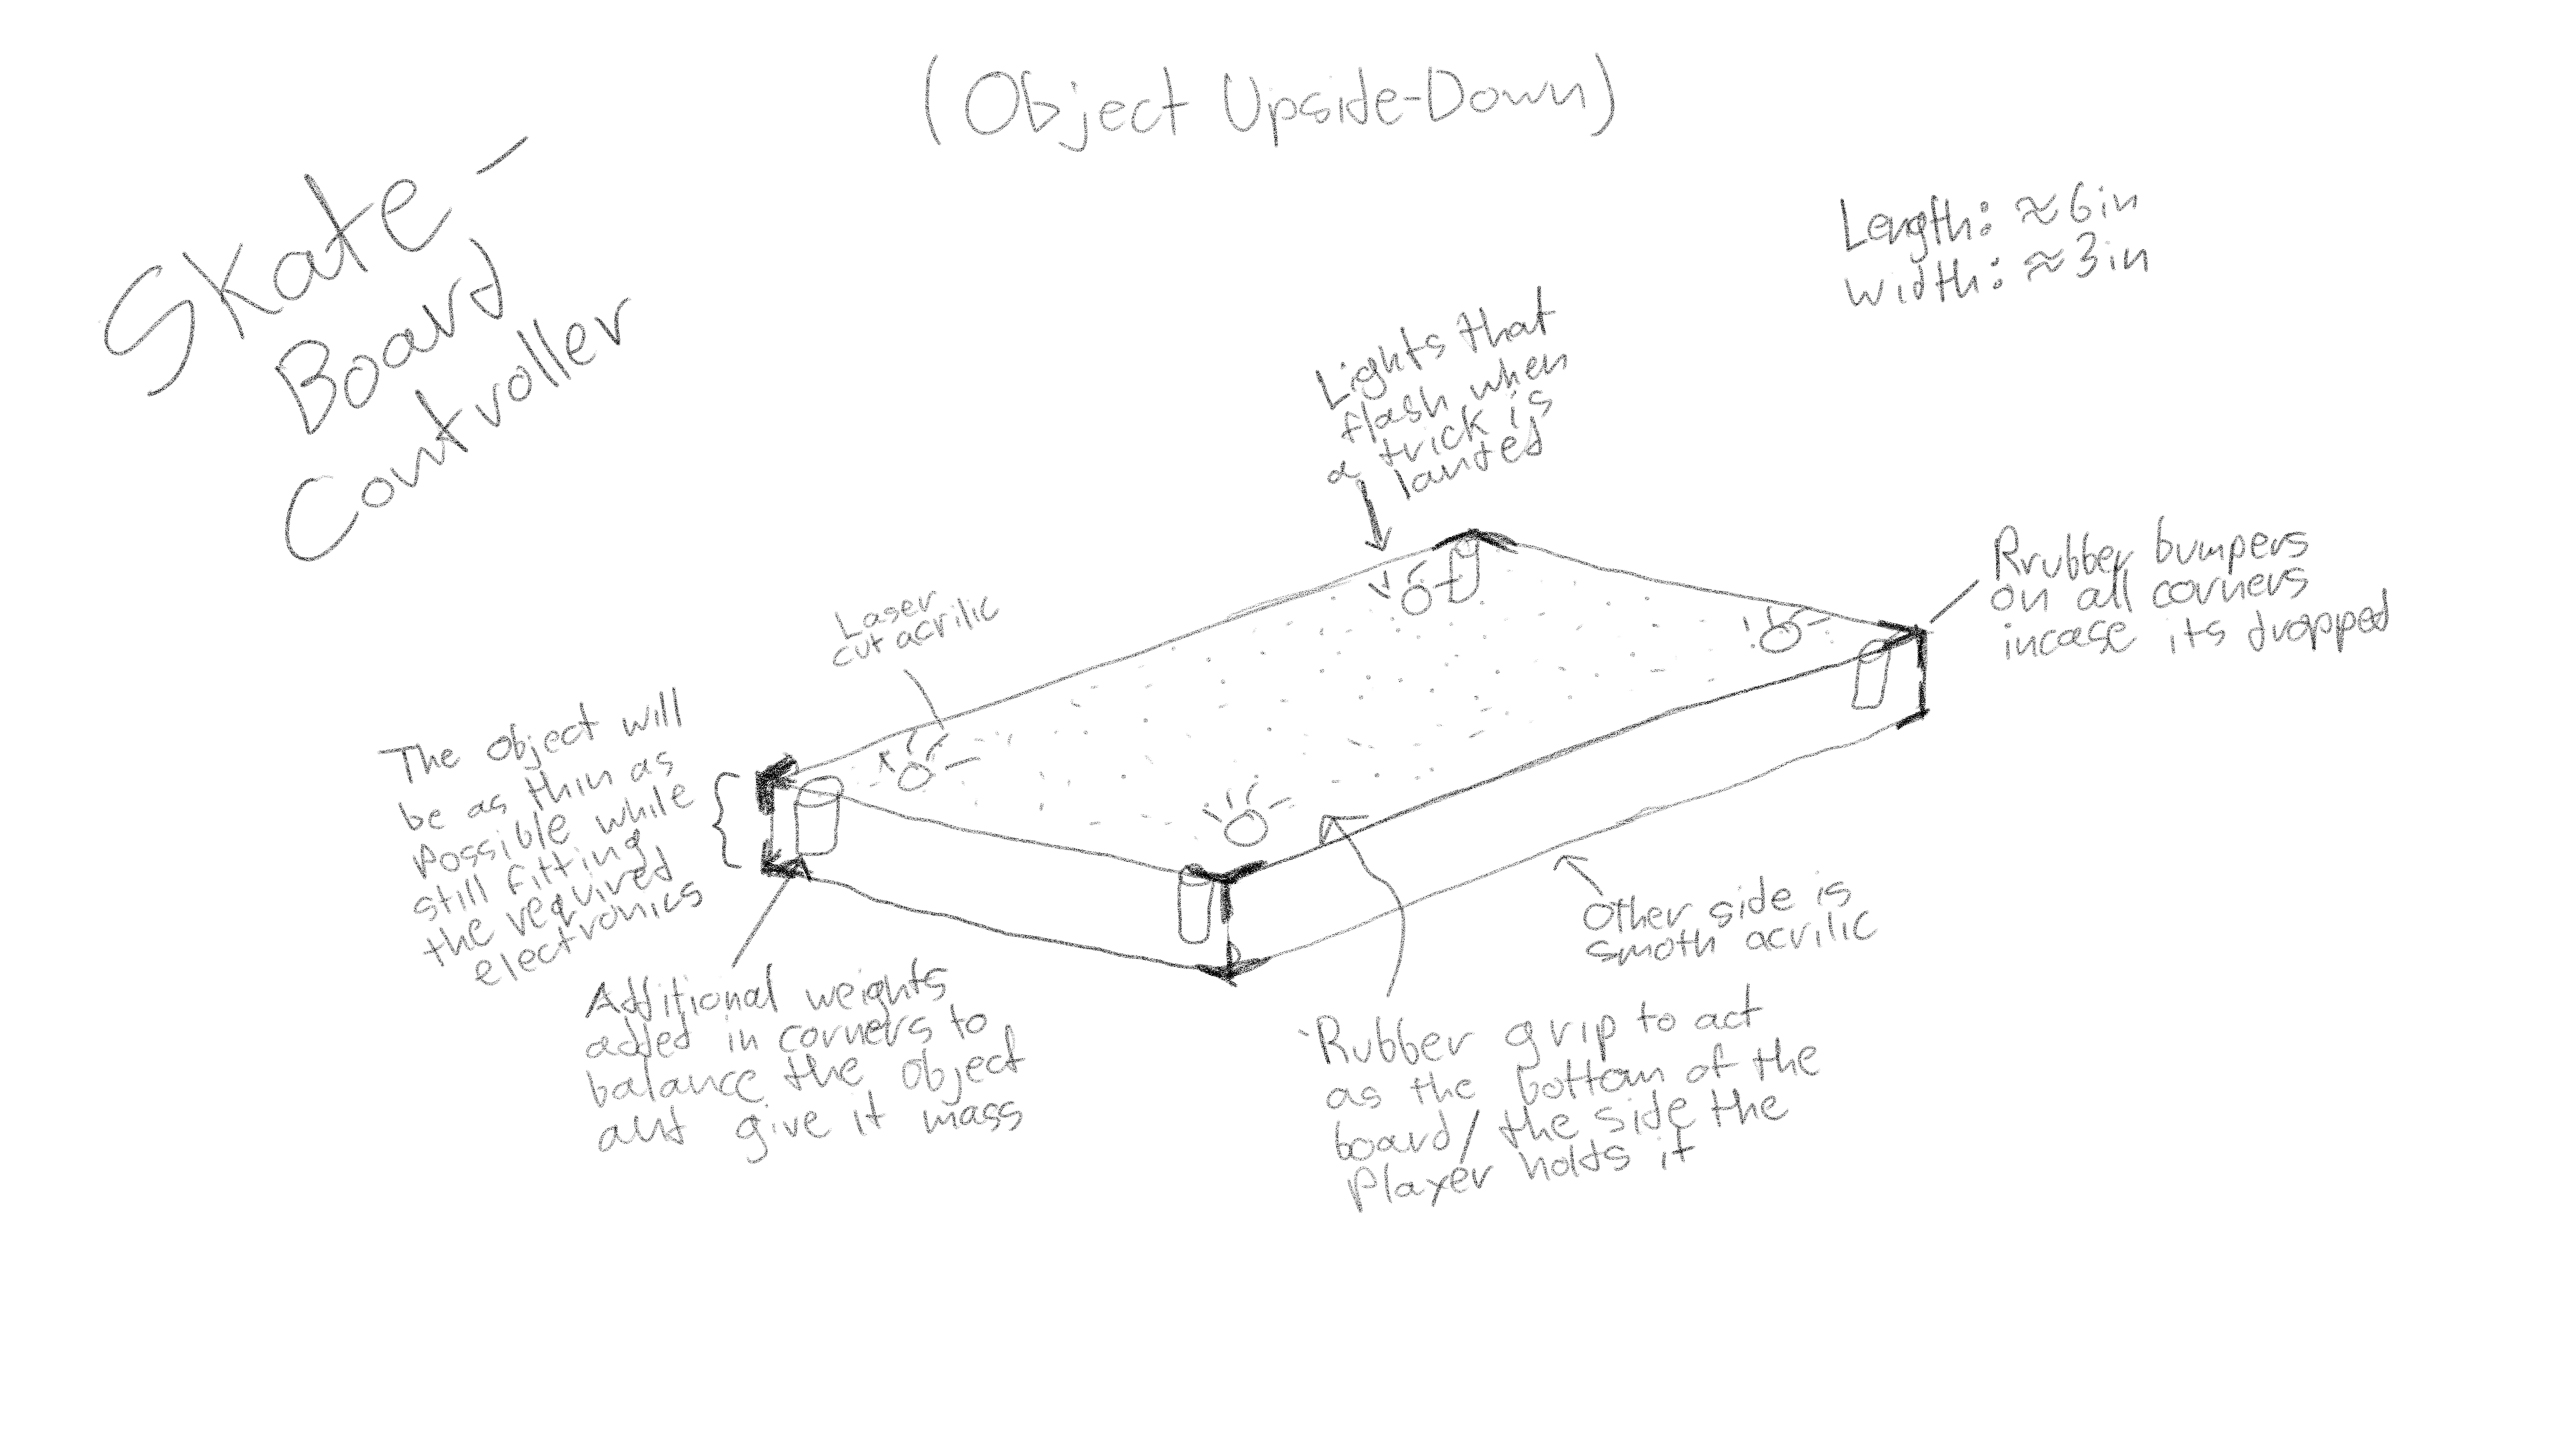 (Object Upside-Down)
Skate-
Board
Controller
Length: ≈6in
Width: ≈3in
Lights that
flash when
a trick is
landed
Rrubber bumpers
on all corners
incase its dropped
Laser
cut acrilic
The object will
be as thin as
possible while
still fitting
the required
electronics
Other side is
smoth acrilic
Additional weights
added in corners to
balance the object
and give it mass
Rubber grip to act
as the bottom of the
board/the side the
Player holds it